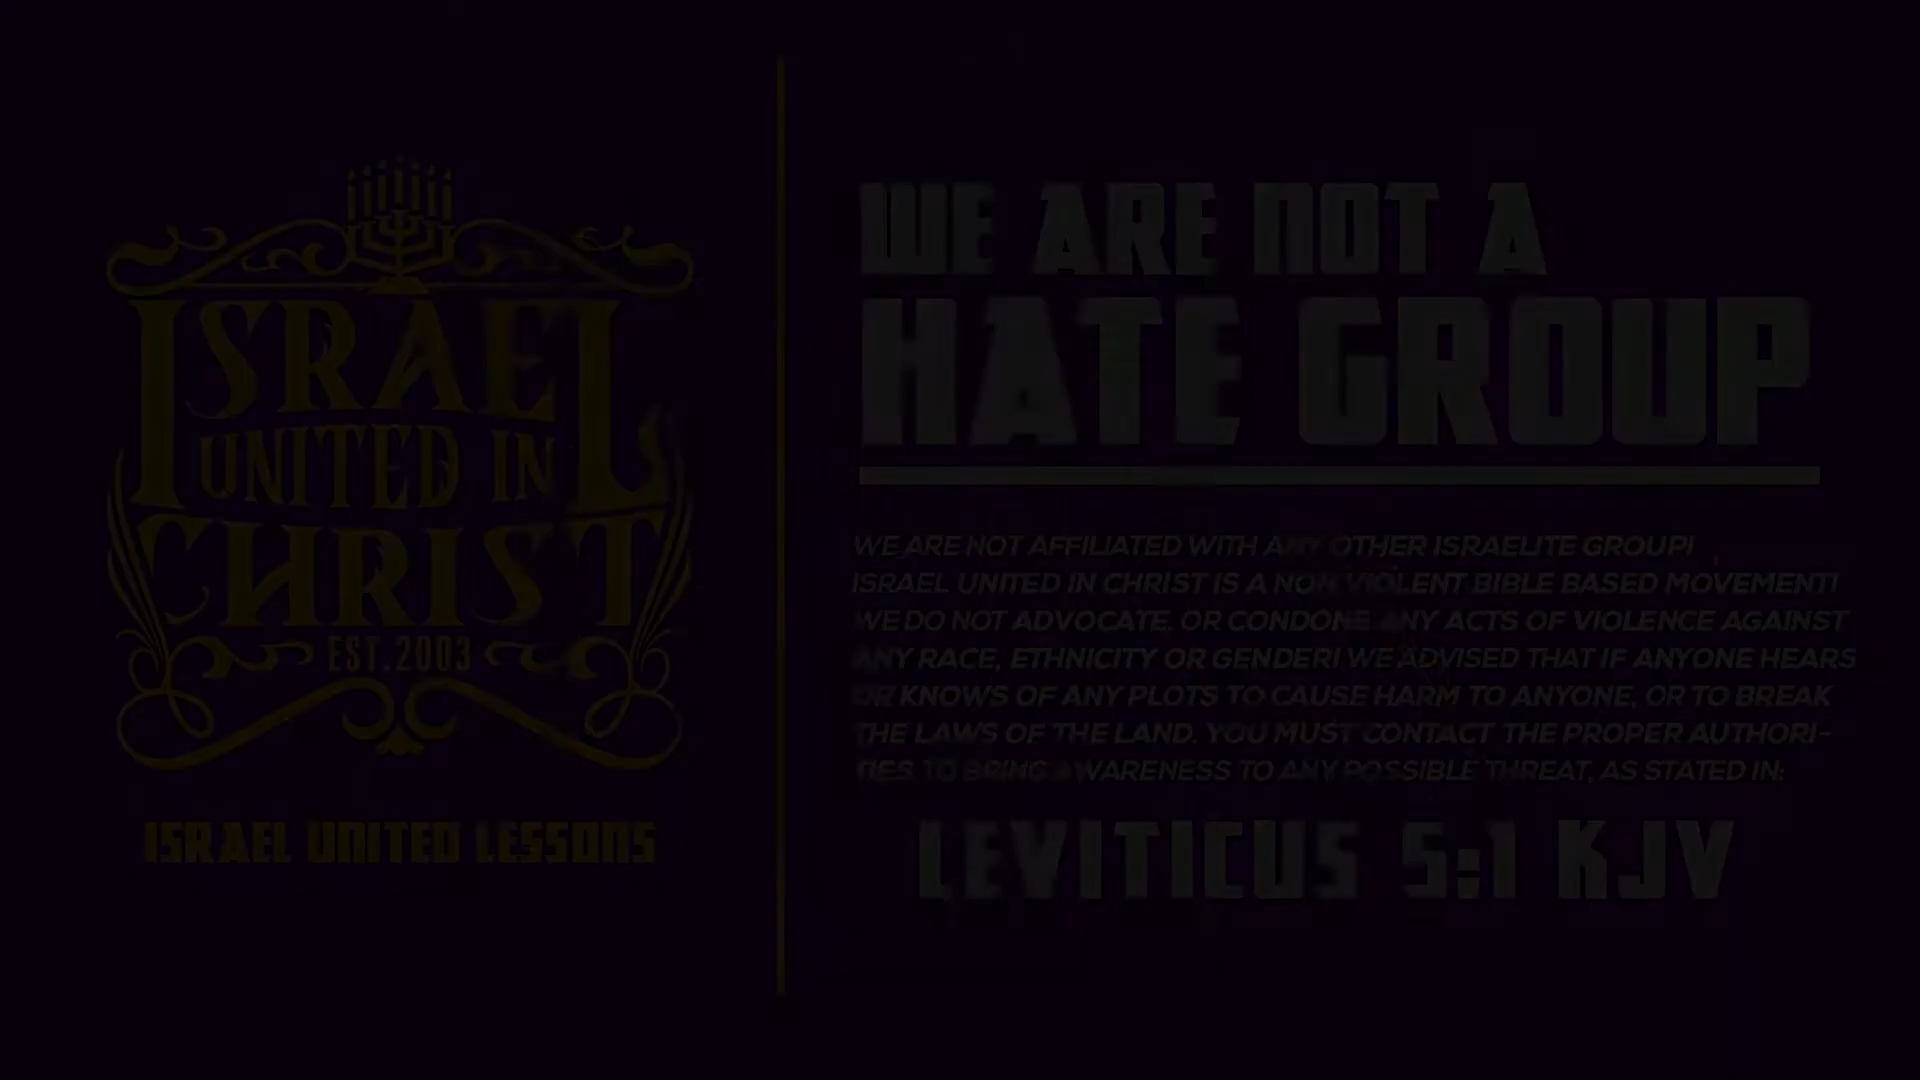 ISRAEL
UNITED IN
CHRIST
EST.2003
ISRAEL UNITED LESSONS
WE ARE NOT A
HATE GROUP
WE ARE NOT AFFILIATED WITH ANY OTHER ISRAELITE GROUP!
ISRAEL UNITED IN CHRIST IS A NON VIOLENT BIBLE BASED MOVEMENT!
WE DO NOT ADVOCATE, OR CONDONE ANY ACTS OF VIOLENCE AGAINST
ANY RACE, ETHNICITY OR GENDER! WE ADVISED THAT IF ANYONE HEARS
OR KNOWS OF ANY PLOTS TO CAUSE HARM TO ANYONE, OR TO BREAK
THE LAWS OF THE LAND. YOU MUST CONTACT THE PROPER AUTHORI-
TIES TO BRING AWARENESS TO ANY POSSIBLE THREAT, AS STATED IN:
LEVITICUS 5:1 KJV